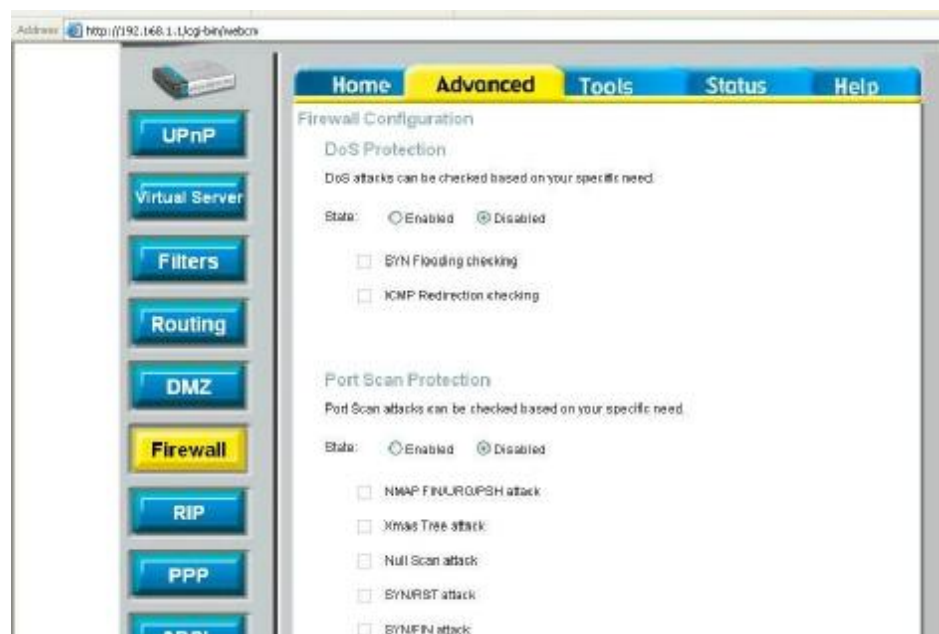 Address http://192.168.1.1/cgi-bin/webcm
Home Advanced Tools Status Help
UPnP
Virtual Server
Filters
Routing
DMZ
Firewall
RIP
PPP
ADSL
Firewall Configuration
DoS Protection
DoS attacks can be checked based on your specific need.
State: Enabled Disabled
SYN Flooding checking
ICMP Redirection checking
Port Scan Protection
Port Scan attacks can be checked based on your specific need.
State: Enabled Disabled
NMAP FIN/URG/PSH attack
Xmas Tree attack
Null Scan attack
SYN/RST attack
SYN/FIN attack